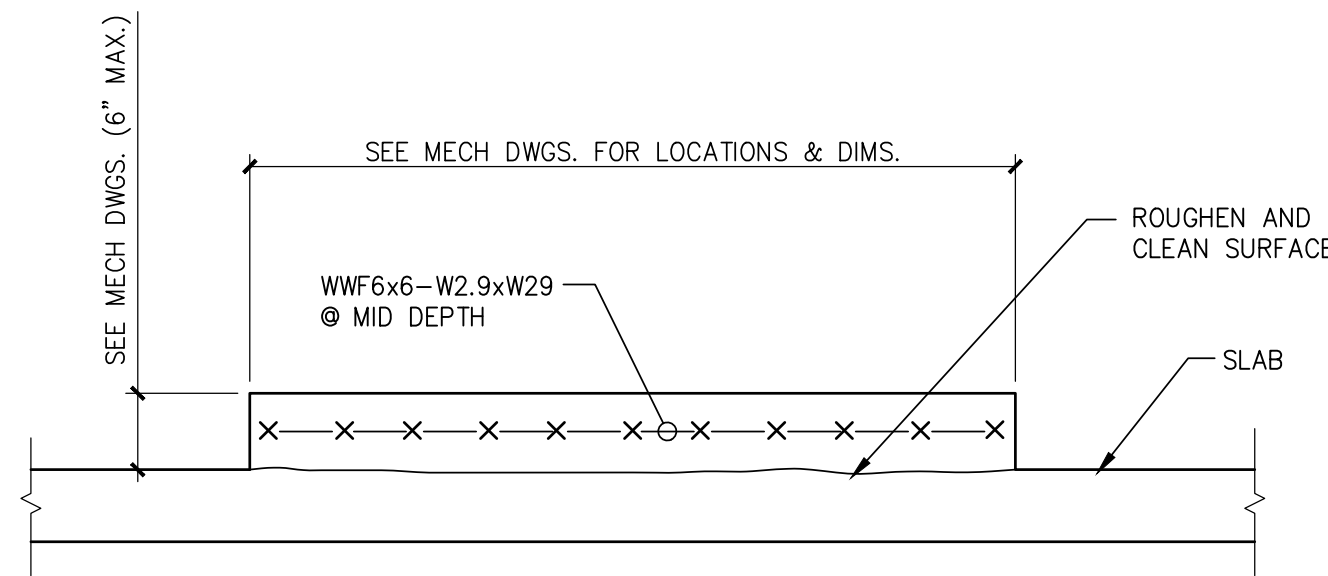 SEE MECH DWGS. (6” MAX.)
SEE MECH DWGS. FOR LOCATIONS & DIMS.
ROUGHEN AND
CLEAN SURFACE
WWF6x6–W2.9xW29
@ MID DEPTH
SLAB